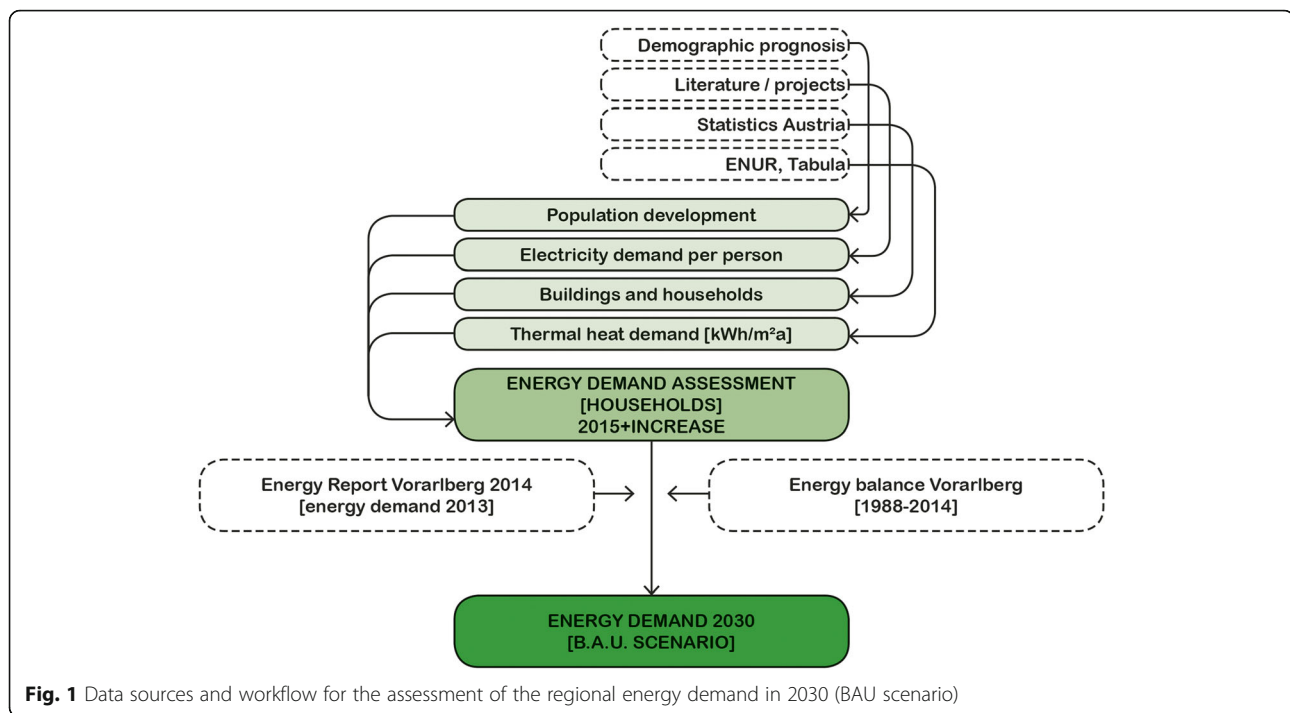 Demographic prognosis
Literature / projects
Statistics Austria
ENUR, Tabula
Population development
Electricity demand per person
Buildings and households
Thermal heat demand [kWh/m²a]
ENERGY DEMAND ASSESSMENT
[HOUSEHOLDS]
2015+INCREASE
Energy Report Vorarlberg 2014
[energy demand 2013]
Energy balance Vorarlberg
[1988-2014]
ENERGY DEMAND 2030
[B.A.U. SCENARIO]
Fig. 1 Data sources and workflow for the assessment of the regional energy demand in 2030 (BAU scenario)